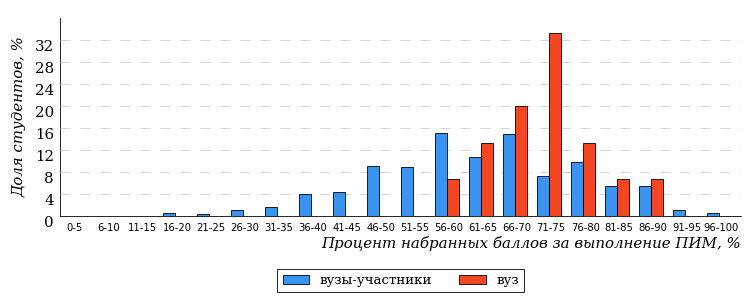 Доля студентов, %
32
28
24
20
16
12
8
4
0
0-5 6-10 11-15 16-20 21-25 26-30 31-35 36-40 41-45 46-50 51-55 56-60 61-65 66-70 71-75 76-80 81-85 86-90 91-95 96-100
Процент набранных баллов за выполнение ПИМ, %
вузы-участники вуз